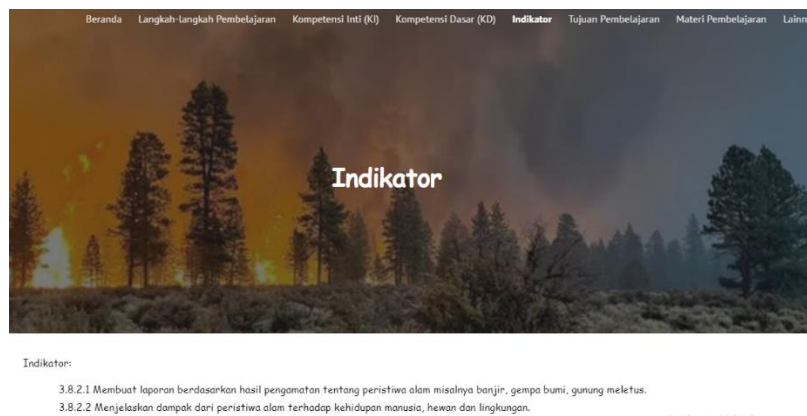 Beranda Langkah-langkah Pembelajaran Kompetensi Inti (KI) Kompetensi Dasar (KD) Indikator Tujuan Pembelajaran Materi Pembelajaran
Indikator
Indikator:
3.8.2.1 Membuat laporan berdasarkan hasil pengamatan tentang peristiwa alam misalnya banjir, gempa bumi, gunung meletus.
3.8.2.2 Menjelaskan dampak dari peristiwa alam terhadap kehidupan manusia, hewan dan lingkungan.